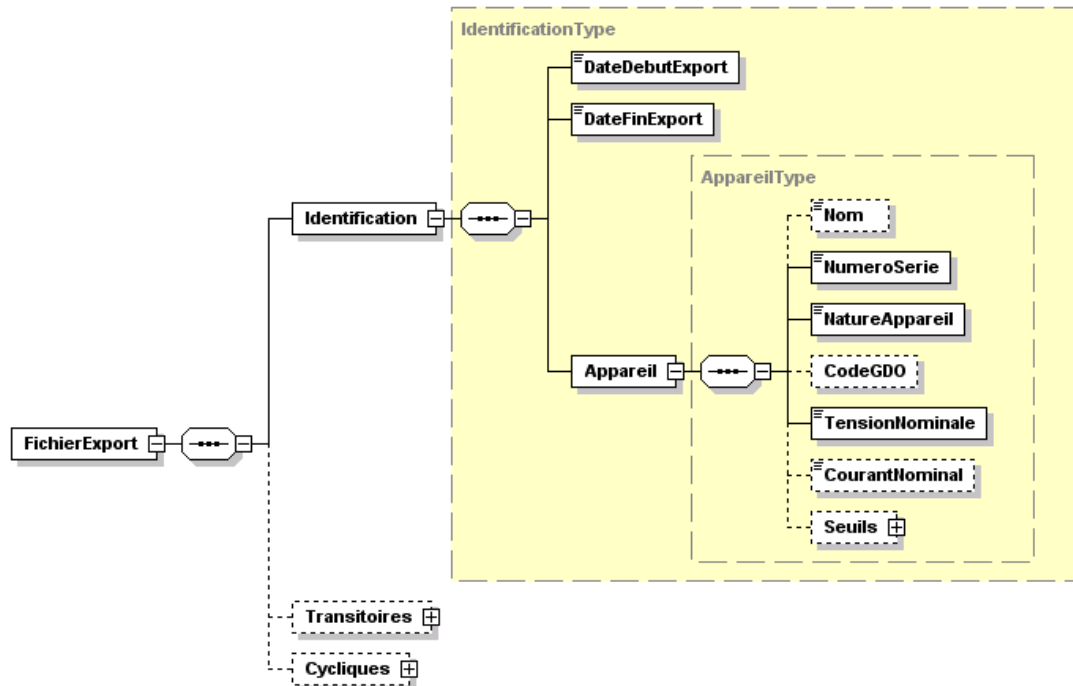 IdentificationType
DateDebutExport
DateFinExport
AppareilType
Nom
Identification
NumeroSerie
NatureAppareil
Appareil
CodeGDO
TensionNominale
FichierExport
CourantNominal
Seuils
Transitoires
Cycliques